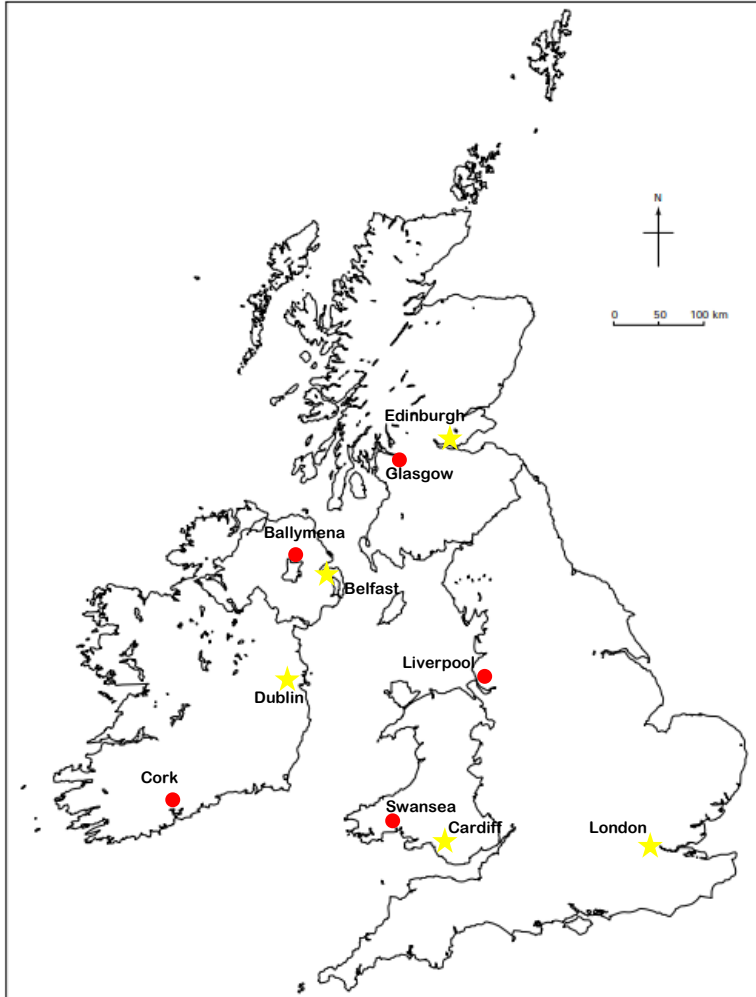 N
0 50 100 km
Edinburgh
Glasgow
Ballymena
Belfast
Liverpool
Dublin
Cork
Swansea
Cardiff
London